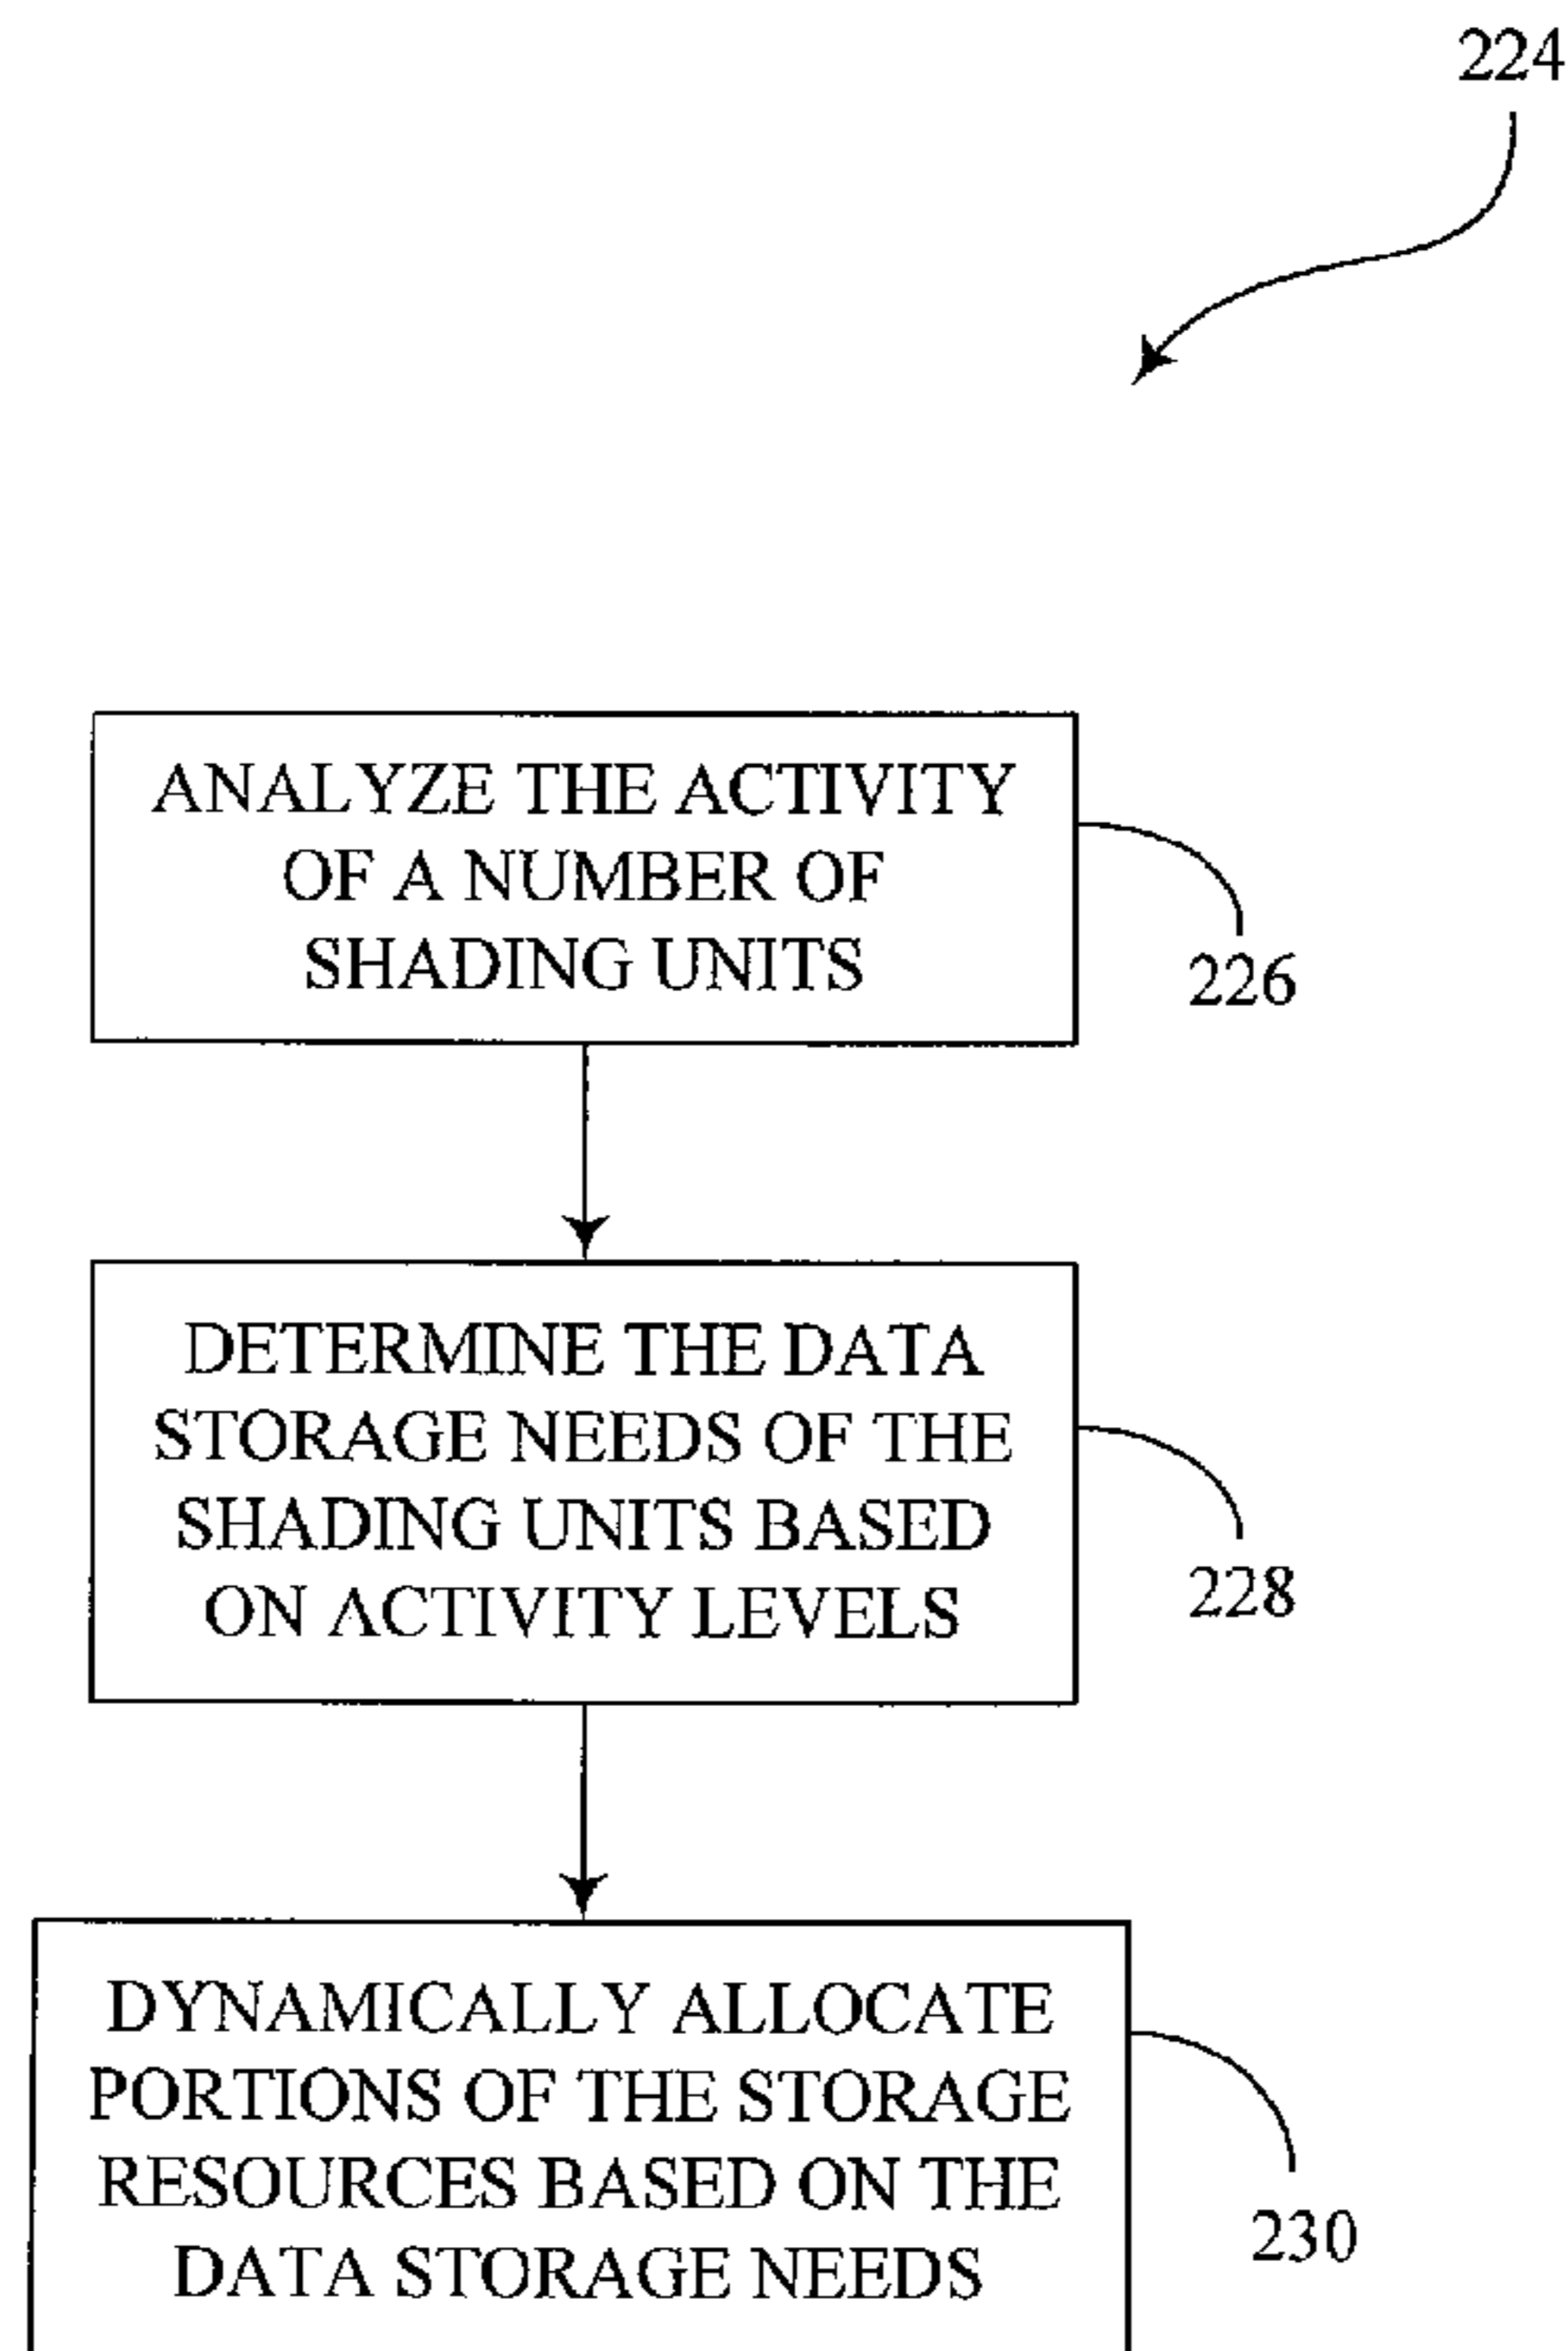 224
ANALYZE THE ACTIVITY
OF A NUMBER OF
SHADING UNITS
226
DETERMINE THE DATA
STORAGE NEEDS OF THE
SHADING UNITS BASED
ON ACTIVITY LEVELS
228
DYNAMICALLY ALLOCATE
PORTIONS OF THE STORAGE
RESOURCES BASED ON THE
DATA STORAGE NEEDS
230